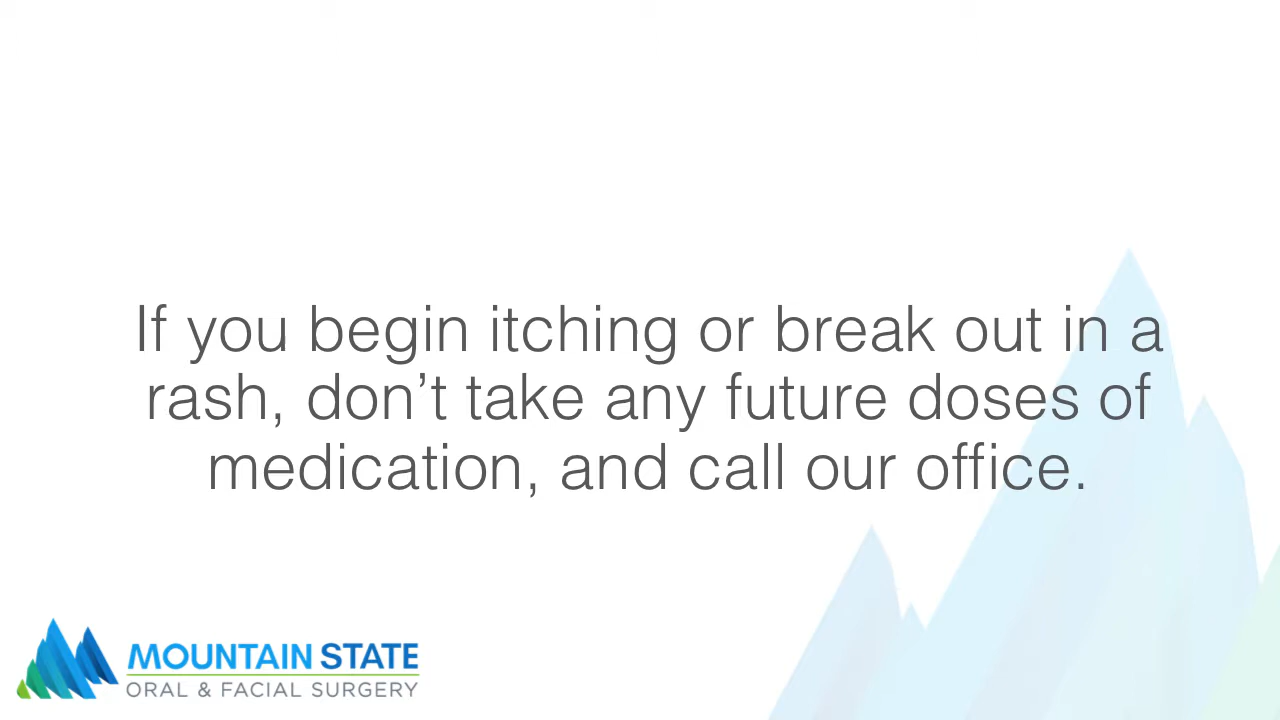 If you begin itching or break out in a
rash, don’t take any future doses of
medication, and call our office.
MOUNTAIN STATE
ORAL & FACIAL SURGERY